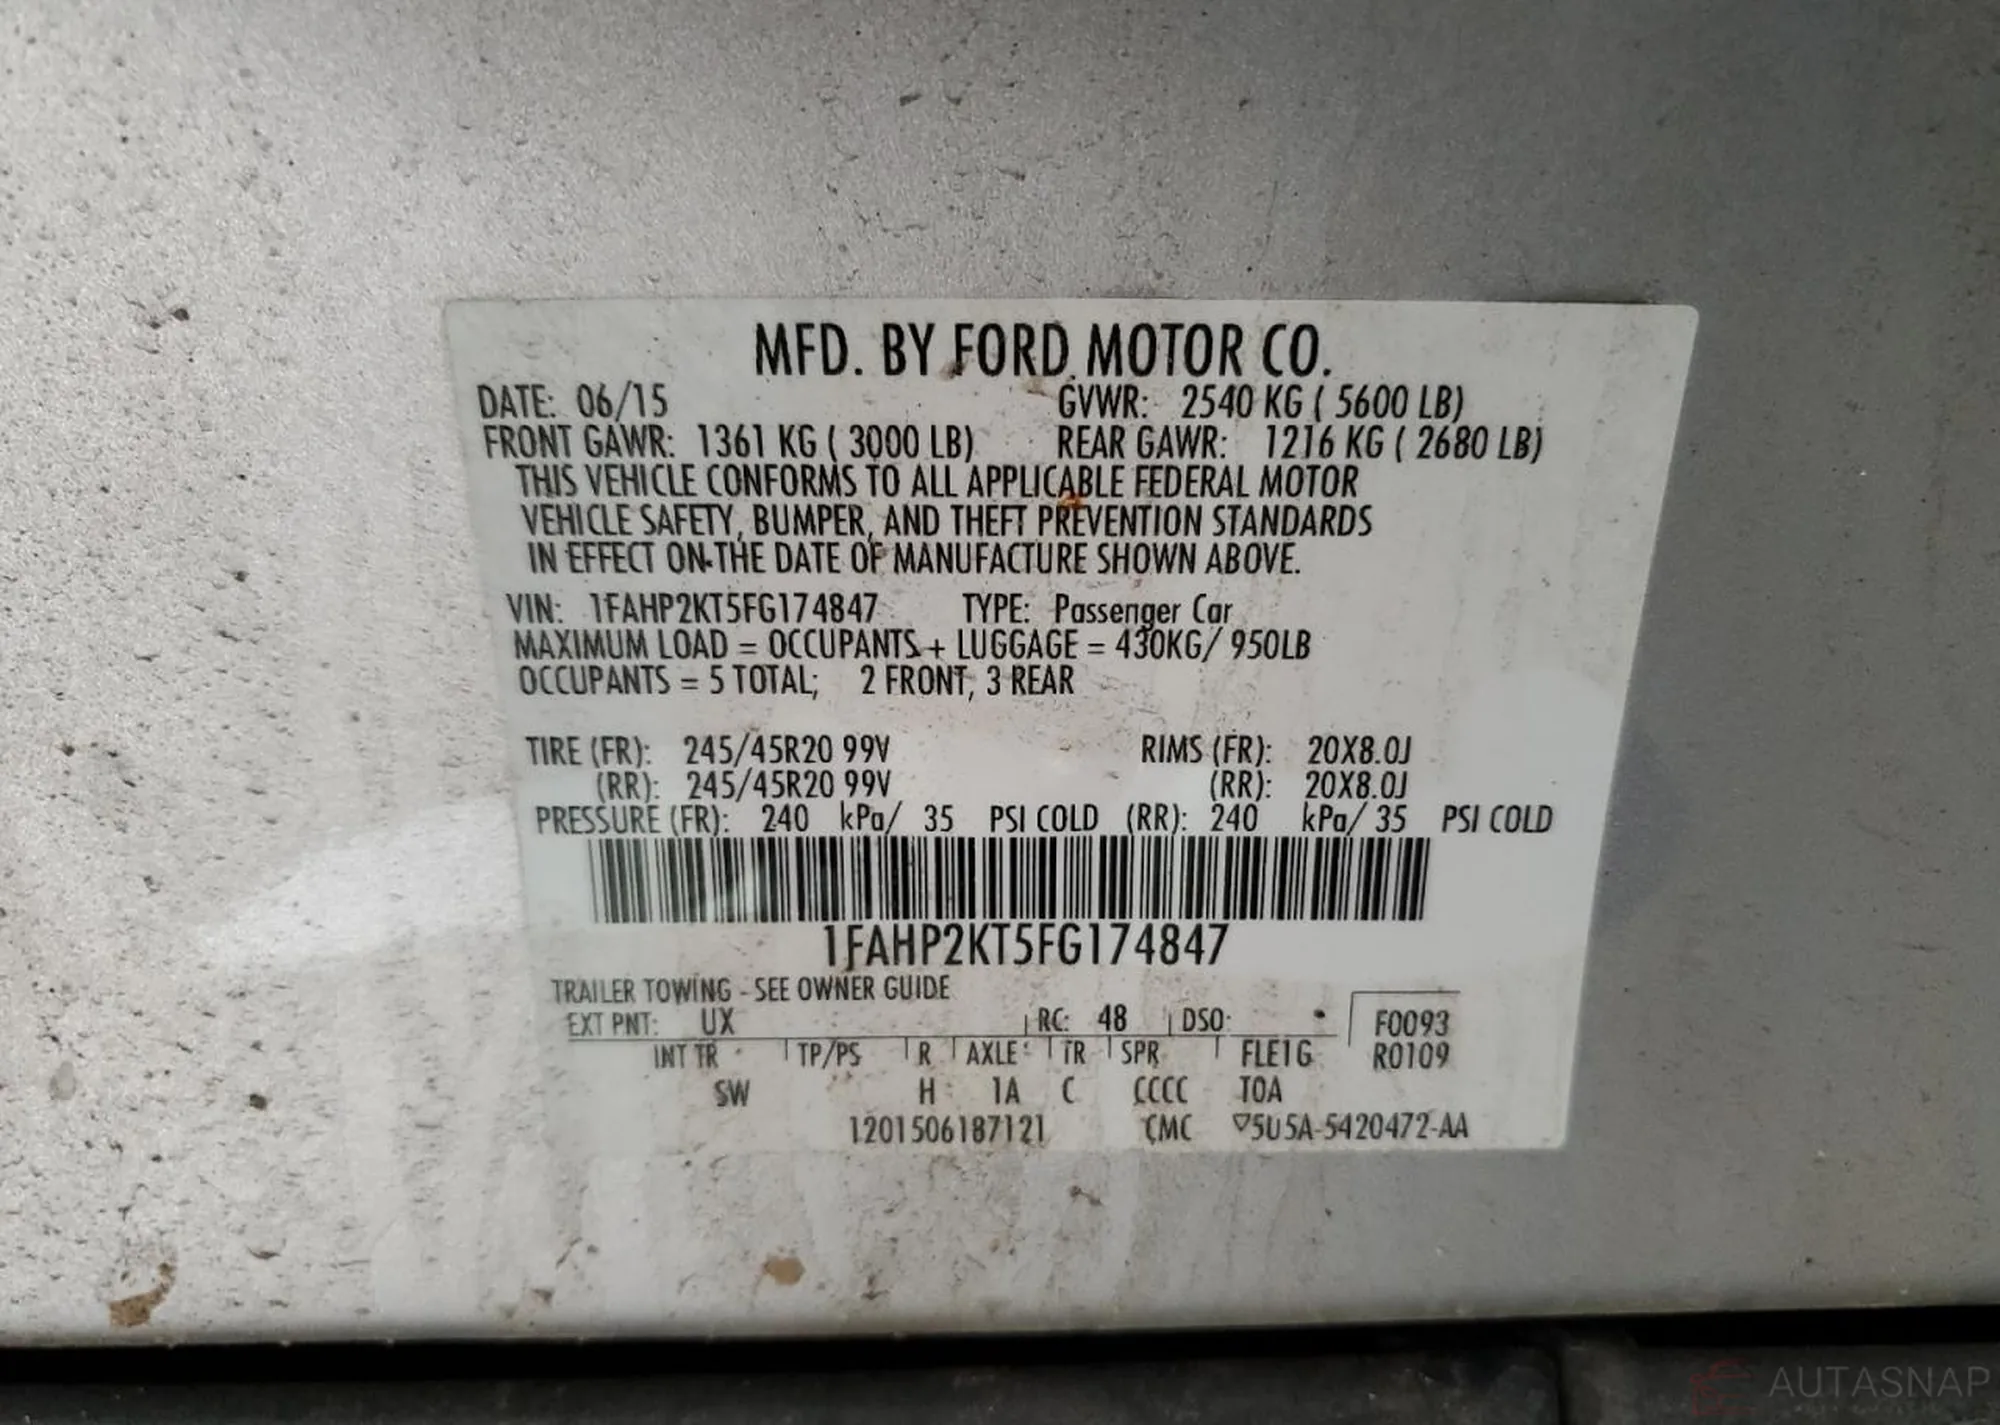 MFD. BY FORD MOTOR CO.
DATE: 06/15 GVWR: 2540 KG ( 5600 LB)
FRONT GAWR: 1361 KG ( 3000 LB) REAR GAWR: 1216 KG ( 2680 LB)
THIS VEHICLE CONFORMS TO ALL APPLICABLE FEDERAL MOTOR
VEHICLE SAFETY, BUMPER, AND THEFT PREVENTION STANDARDS
IN EFFECT ON THE DATE OF MANUFACTURE SHOWN ABOVE.
VIN: 1FAHP2KT5FG174847 TYPE: Passenger Car
MAXIMUM LOAD = OCCUPANTS + LUGGAGE = 430KG/ 950LB
OCCUPANTS = 5 TOTAL; 2 FRONT, 3 REAR
TIRE (FR): 245/45R20 99V RIMS (FR): 20X8.0J
(RR): 245/45R20 99V (RR): 20X8.0J
PRESSURE (FR): 240 kPa/ 35 PSI COLD (RR): 240 kPa/ 35 PSI COLD
1FAHP2KT5FG174847
TRAILER TOWING - SEE OWNER GUIDE
EXT PNT: UX RC: 48 DSO: F0093
INT TR TP/PS R AXLE TR SPR FLE1G R0109
SW H 1A C CCCC TOA
1201506187121 CMC ▽5U5A-5420472-AA
AUTASNAP